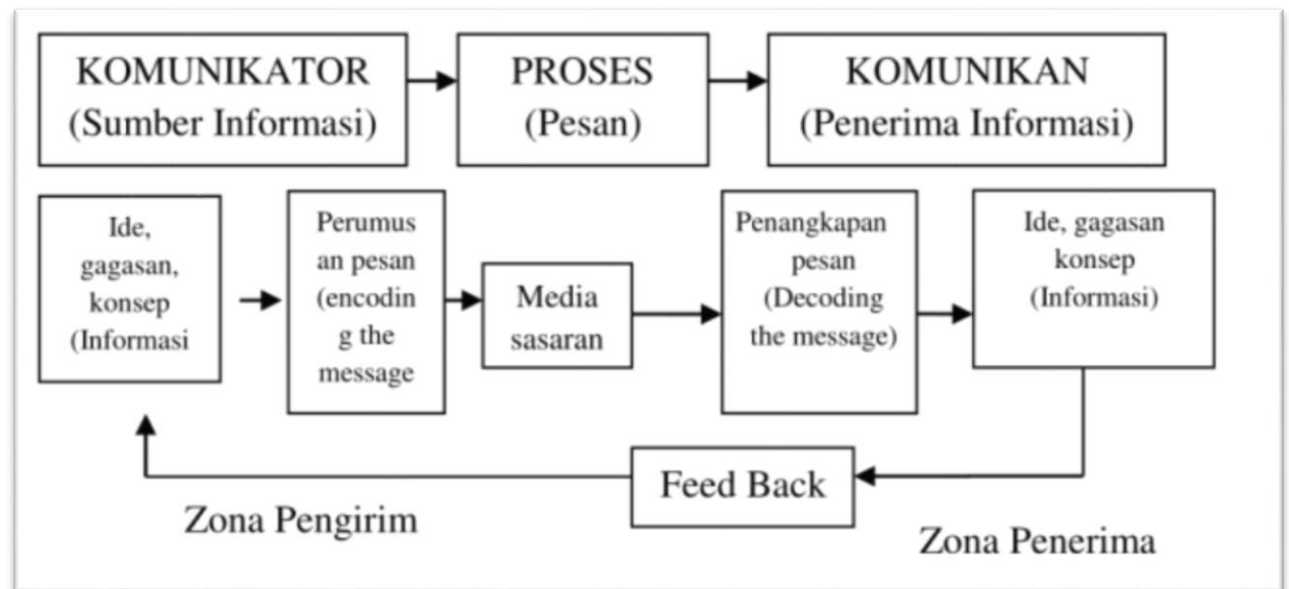 KOMUNIKATOR
(Sumber Informasi)
PROSES
(Pesan)
KOMUNIKAN
(Penerima Informasi)
Ide,
gagasan,
konsep
(Informasi
Perumus
an pesan
(encodin
g the
message
Media
sasaran
Penangkapan
pesan
(Decoding
the message)
Ide, gagasan
konsep
(Informasi)
Feed Back
Zona Pengirim
Zona Penerima